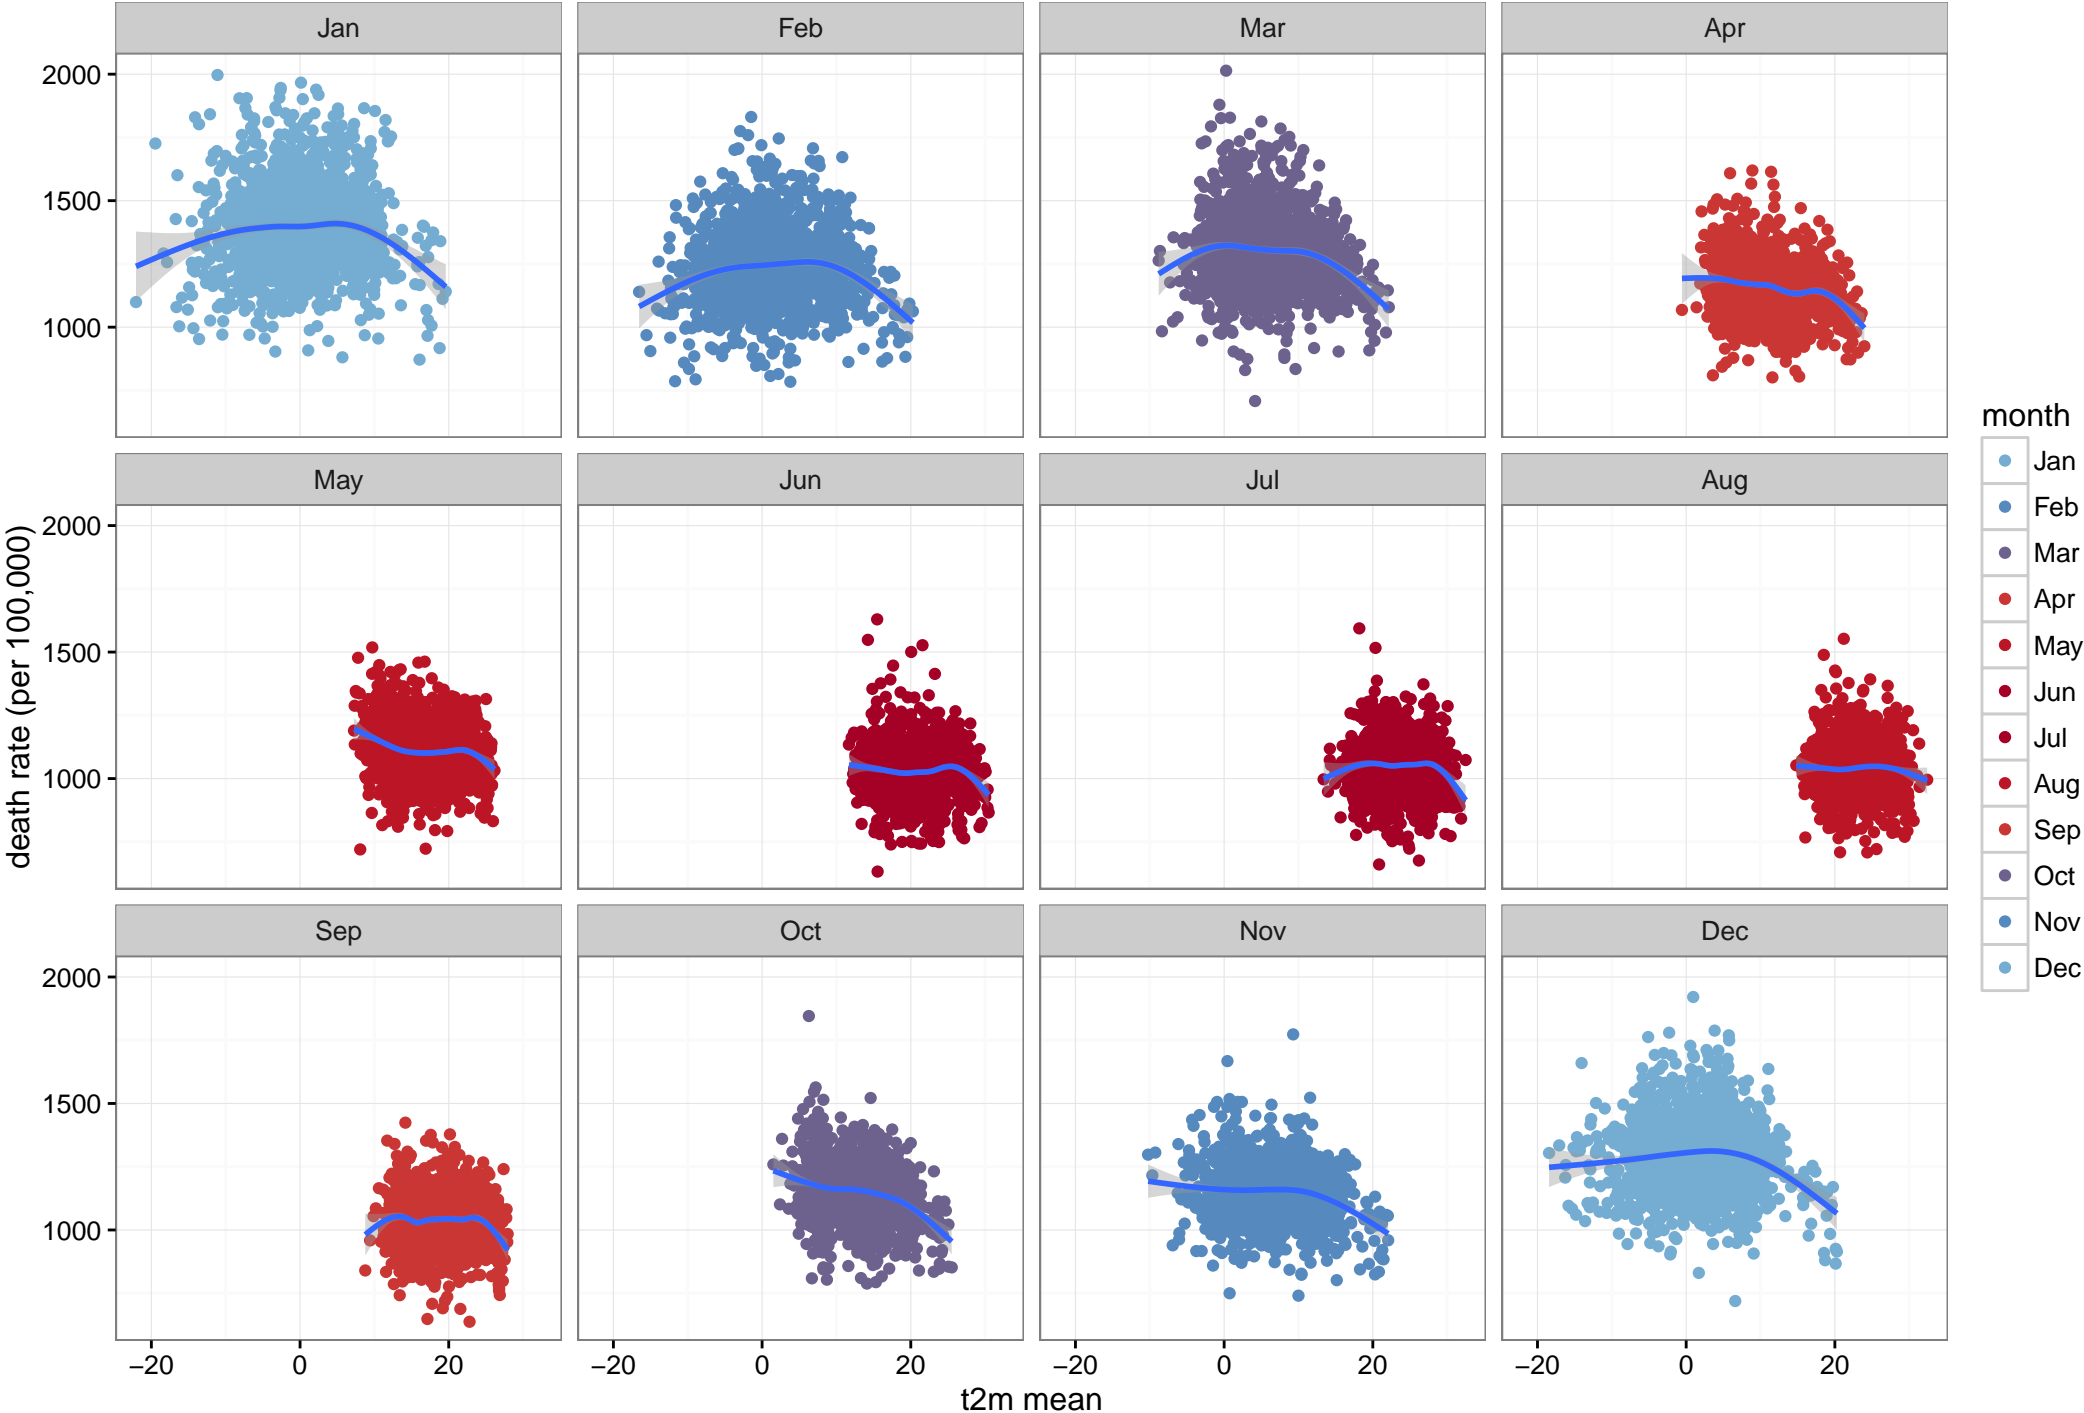 Jan Feb Mar Apr
2000
1500
1000
May Jun Jul Aug
2000
1500
1000
Sep Oct Nov Dec
2000
1500
1000
−20 0 20 −20 0 20 −20 0 20 −20 0 20
t2m mean
death rate (per 100,000)
month
Jan
Feb
Mar
Apr
May
Jun
Jul
Aug
Sep
Oct
Nov
Dec